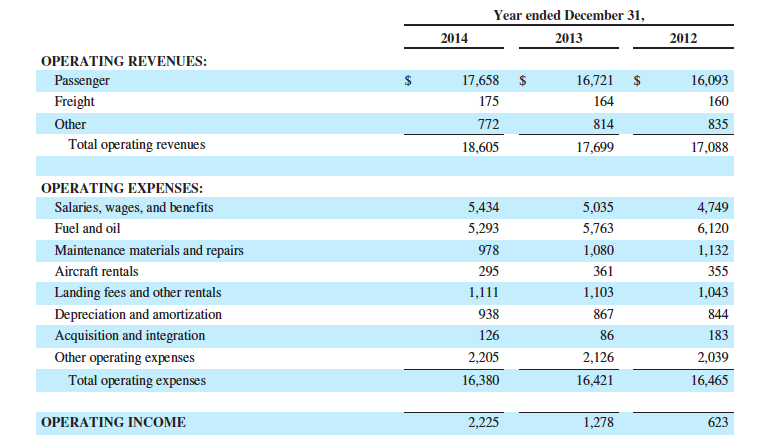 Year ended December 31,
2014 2013 2012
OPERATING REVENUES:
Passenger $ 17,658 $ 16,721 $ 16,093
Freight 175 164 160
Other 772 814 835
Total operating revenues 18,605 17,699 17,088
OPERATING EXPENSES:
Salaries, wages, and benefits 5,434 5,035 4,749
Fuel and oil 5,293 5,763 6,120
Maintenance materials and repairs 978 1,080 1,132
Aircraft rentals 295 361 355
Landing fees and other rentals 1,111 1,103 1,043
Depreciation and amortization 938 867 844
Acquisition and integration 126 86 183
Other operating expenses 2,205 2,126 2,039
Total operating expenses 16,380 16,421 16,465
OPERATING INCOME 2,225 1,278 623